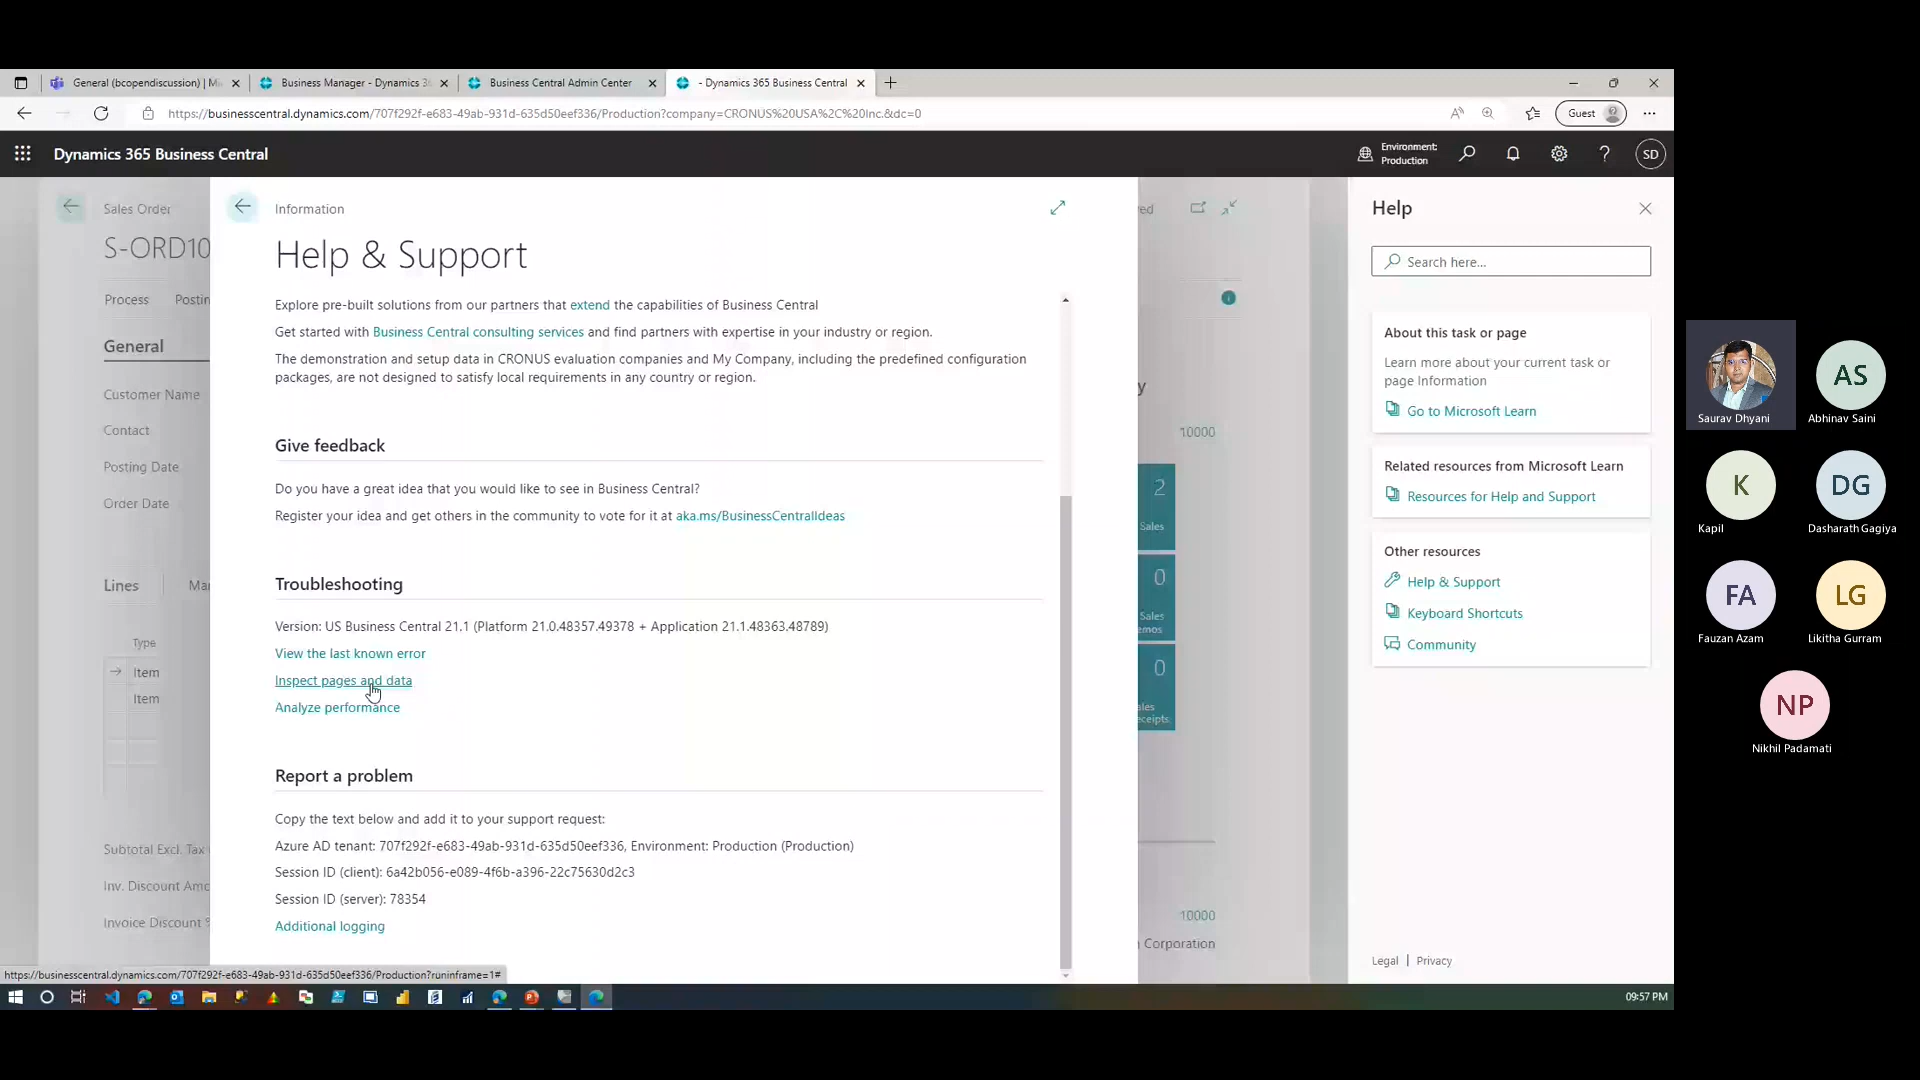 General (bcopendiscussion) | Mi
Business Manager - Dynamics 36
Business Central Admin Center
- Dynamics 365 Business Central
https://businesscentral.dynamics.com/707f292f-e683-49ab-931d-635d50eef336/Production?company=CRONUS%20USA%2C%20Inc.&dc=0
Guest
Dynamics 365 Business Central
Environment:
Production
SD
Sales Order
S-ORD10
Process
Postin
General
Customer Name
Contact
Posting Date
Order Date
Lines
Man
Type
Item
Item
Subtotal Excl. Tax
Inv. Discount Amo
Invoice Discount %
Information
Help & Support
Explore pre-built solutions from our partners that extend the capabilities of Business Central
Get started with Business Central consulting services and find partners with expertise in your industry or region.
The demonstration and setup data in CRONUS evaluation companies and My Company, including the predefined configuration
packages, are not designed to satisfy local requirements in any country or region.
Give feedback
Do you have a great idea that you would like to see in Business Central?
Register your idea and get others in the community to vote for it at aka.ms/BusinessCentralIdeas
Troubleshooting
Version: US Business Central 21.1 (Platform 21.0.48357.49378 + Application 21.1.48363.48789)
View the last known error
Inspect pages and data
Analyze performance
Report a problem
Copy the text below and add it to your support request:
Azure AD tenant: 707f292f-e683-49ab-931d-635d50eef336, Environment: Production (Production)
Session ID (client): 6a42b056-e089-4f6b-a396-22c75630d2c3
Session ID (server): 78354
Additional logging
ved
y
10000
2
Sales
0
Sales
emos
0
ales
eceipts
10000
Corporation
Help
Search here...
About this task or page
Learn more about your current task or
page Information
Go to Microsoft Learn
Related resources from Microsoft Learn
Resources for Help and Support
Other resources
Help & Support
Keyboard Shortcuts
Community
Legal | Privacy
https://businesscentral.dynamics.com/707f292f-e683-49ab-931d-635d50eef336/Production?runinframe=1#
09:57 PM
Saurav Dhyani
AS
Abhinav Saini
K
Kapil
DG
Dasharath Gagiya
FA
Fauzan Azam
LG
Likitha Gurram
NP
Nikhil Padamati